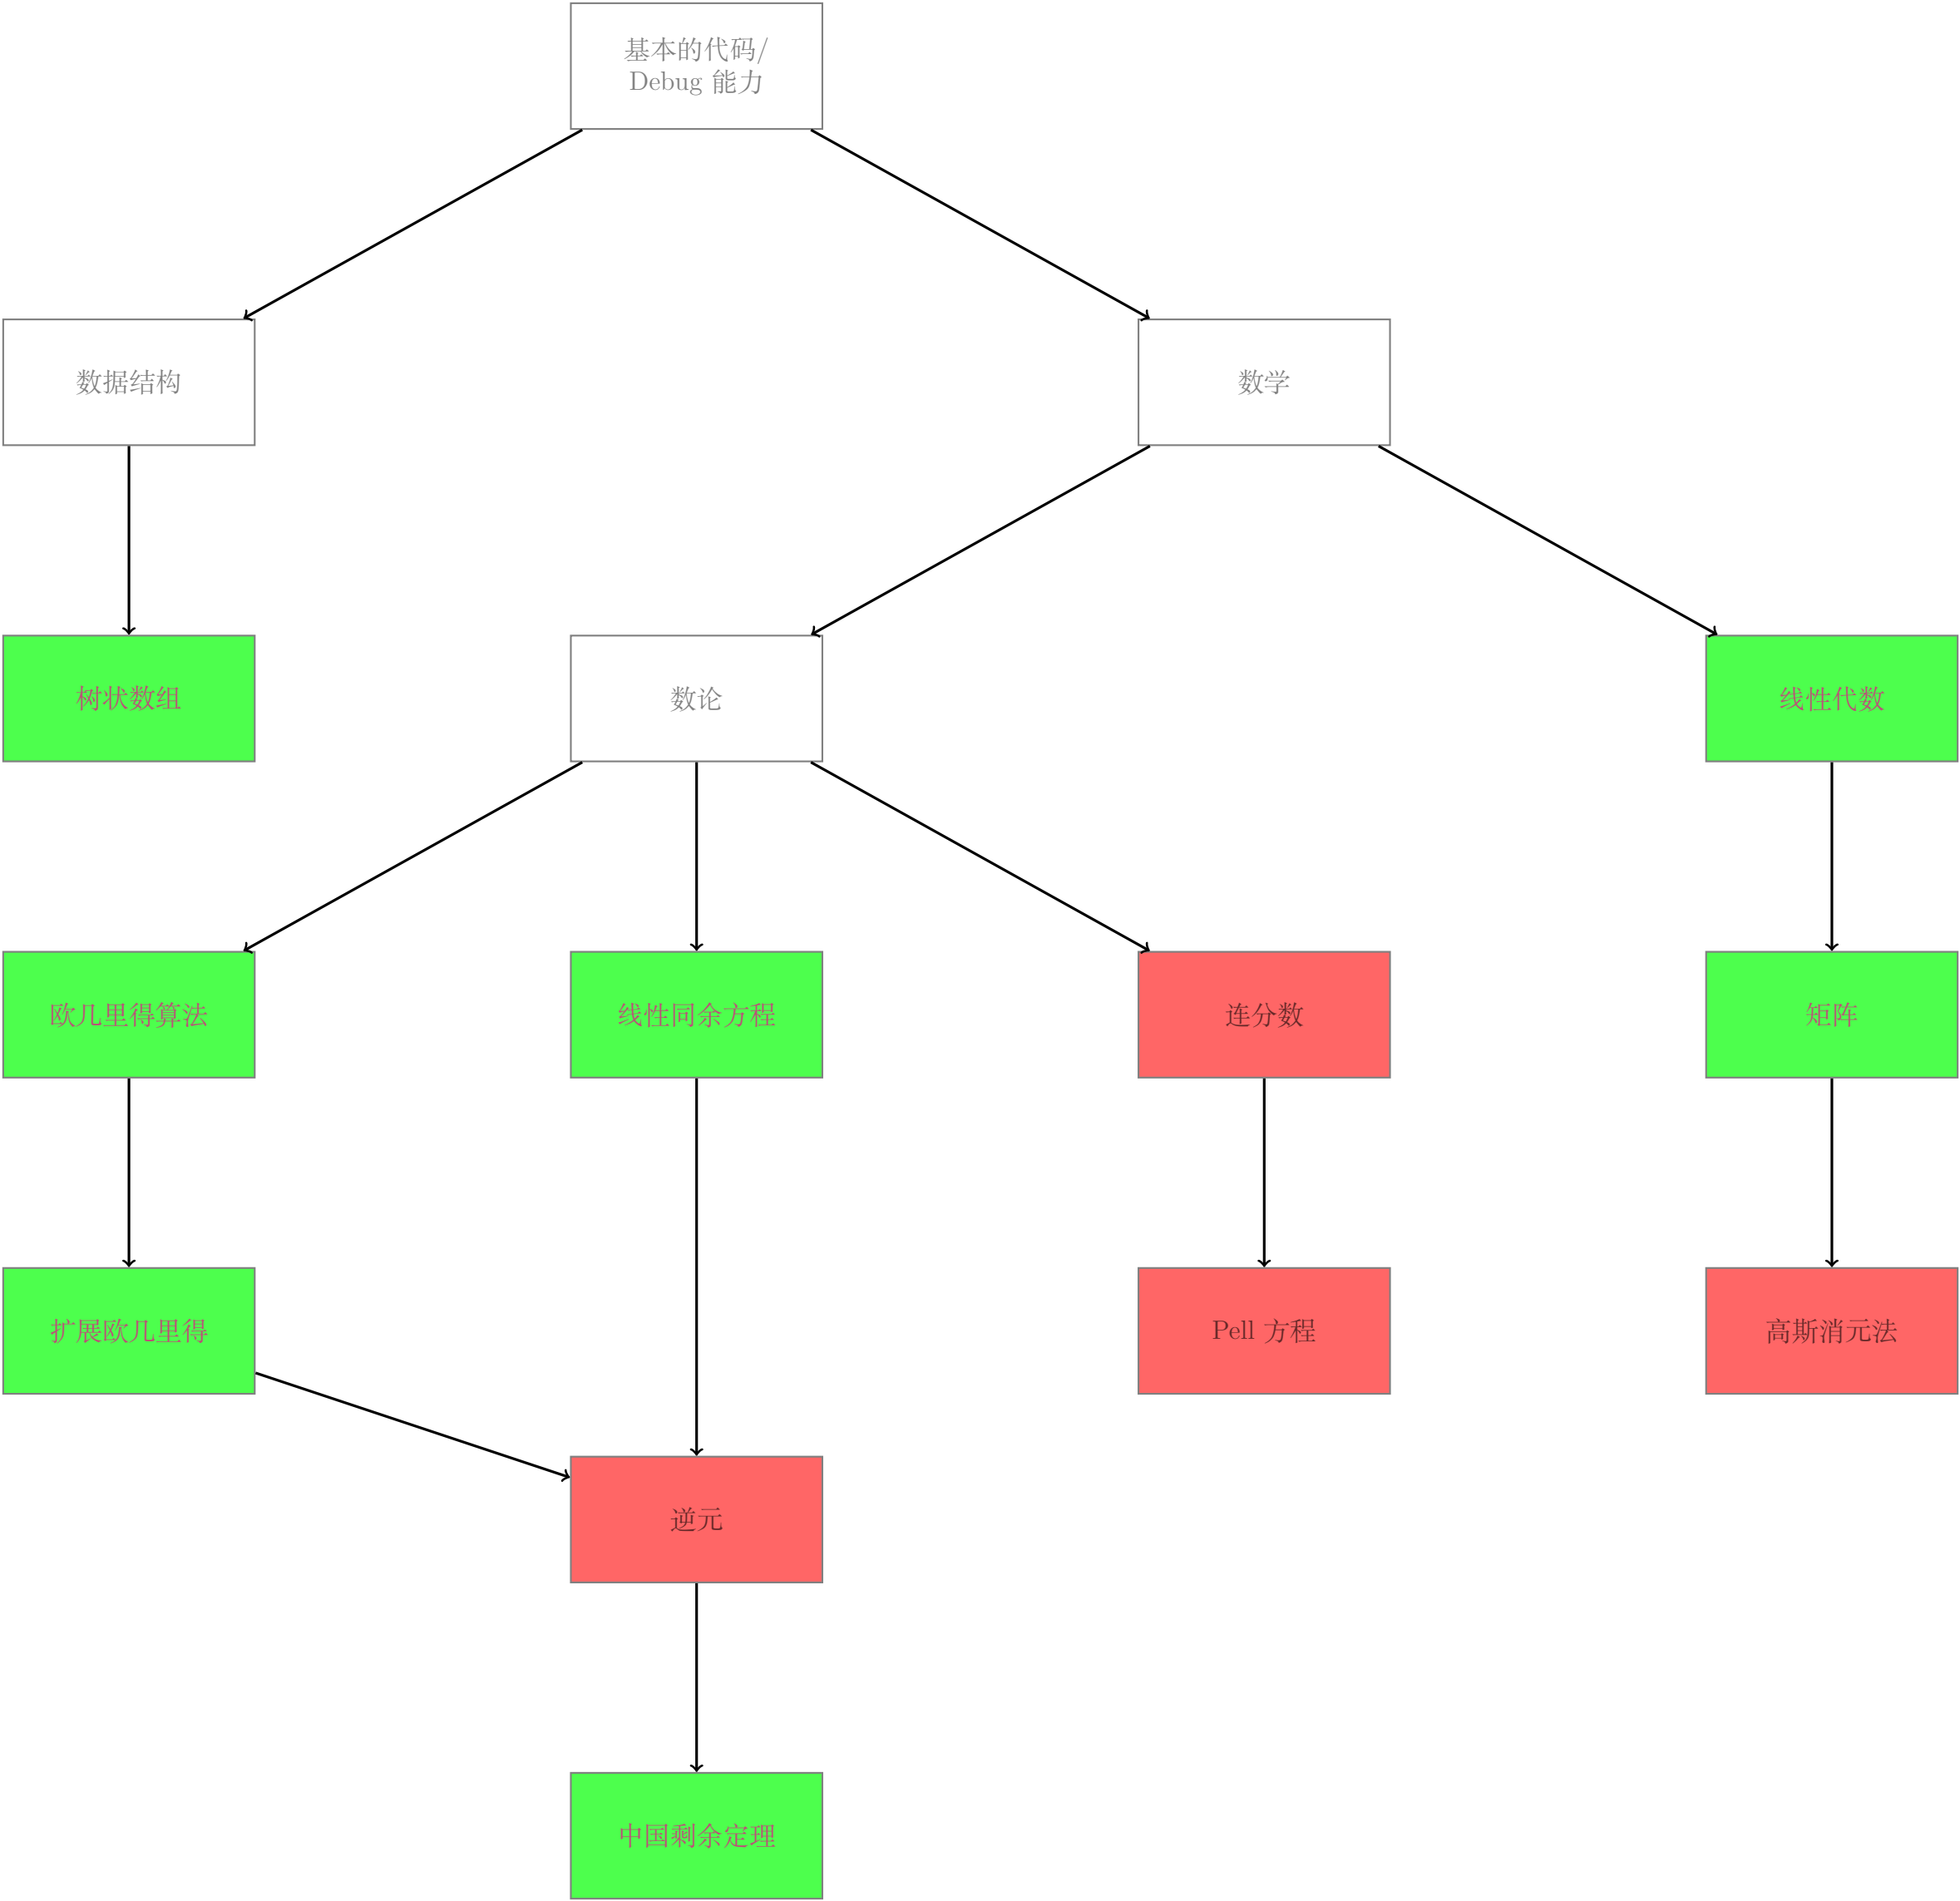 基本的代码/
Debug 能力
数据结构
数学
树状数组
数论
线性代数
欧几里得算法
线性同余方程
连分数
矩阵
扩展欧几里得
Pell 方程
高斯消元法
逆元
中国剩余定理